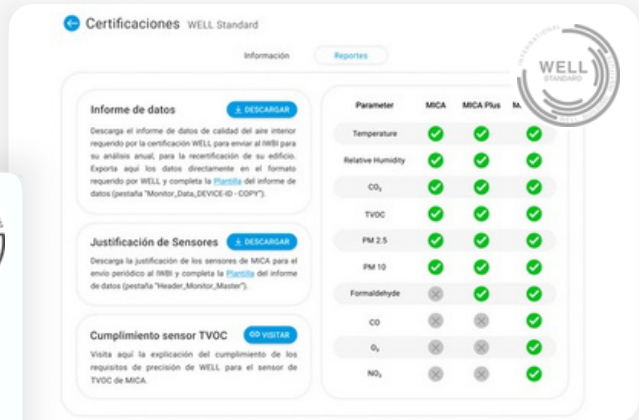 Certificaciones WELL Standard
Información Reportes
WELL
STANDARD
Informe de datos DESCARGAR
Descarga el informe de datos de calidad del aire interior
requerido por la certificación WELL para enviar al IWBI para
su análisis anual, para la recertificación de su edificio.
Exporta aquí los datos directamente en el formato
requerido por WELL y completa la Plantilla del informe de
datos (pestaña "Monitor_Data_DEVICE-ID - COPY").
Justificación de Sensores DESCARGAR
Descarga la justificación de los sensores de MICA para el
envío periódico al IWBI y completa la Plantilla del informe
de datos (pestaña "Header_Monitor_Master").
Cumplimiento sensor TVOC VISITAR
Visita aquí la explicación del cumplimiento de los
requisitos de precisión de WELL para el sensor de
TVOC de MICA.
Parameter MICA MICA Plus
Temperature
Relative Humidity
CO₂
TVOC
PM 2.5
PM 10
Formaldehyde
CO
O₃
NO₂